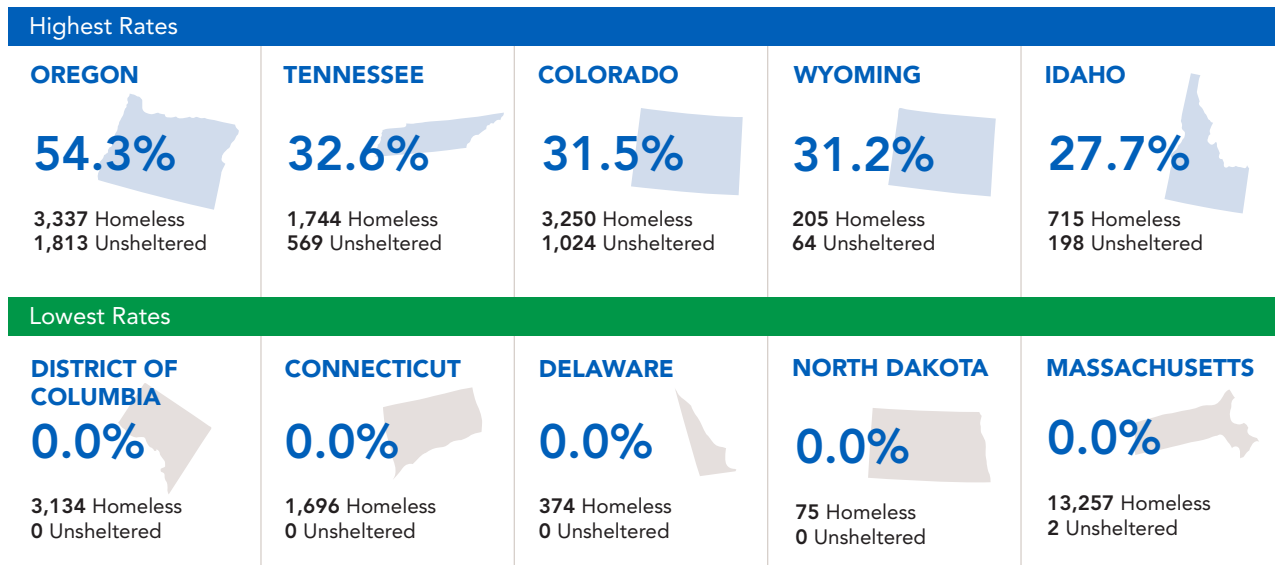 Highest Rates
OREGON
54.3%
3,337 Homeless
1,813 Unsheltered
TENNESSEE
32.6%
1,744 Homeless
569 Unsheltered
COLORADO
31.5%
3,250 Homeless
1,024 Unsheltered
WYOMING
31.2%
205 Homeless
64 Unsheltered
IDAHO
27.7%
715 Homeless
198 Unsheltered
Lowest Rates
DISTRICT OF
COLUMBIA
0.0%
3,134 Homeless
0 Unsheltered
CONNECTICUT
0.0%
1,696 Homeless
0 Unsheltered
DELAWARE
0.0%
374 Homeless
0 Unsheltered
NORTH DAKOTA
0.0%
75 Homeless
0 Unsheltered
MASSACHUSETTS
0.0%
13,257 Homeless
2 Unsheltered